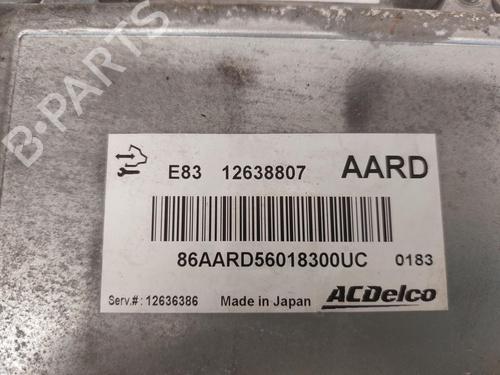 B-PARTS
E83 12638807 AARD
86AARD56018300UC 0183
Serv.#: 12636386 Made in Japan ACDelco